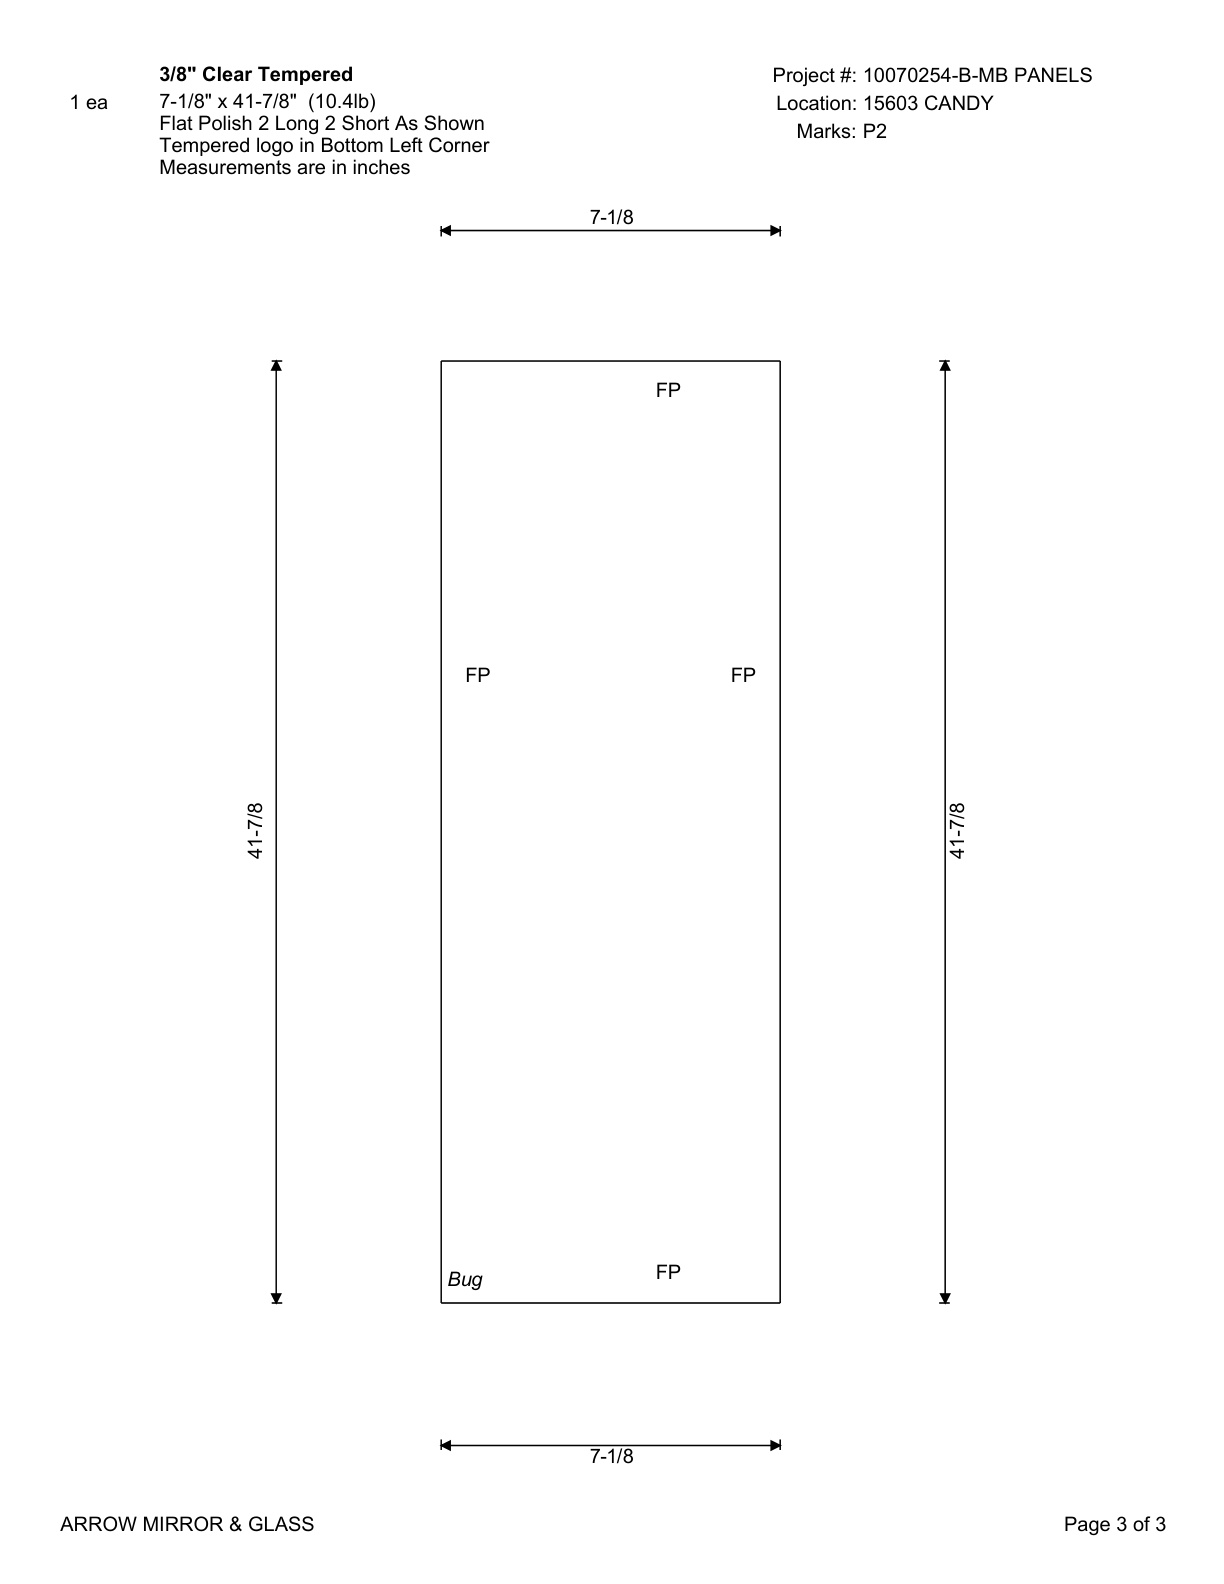 3/8" Clear Tempered
1 ea
7-1/8" x 41-7/8"  (10.4lb)
Flat Polish 2 Long 2 Short As Shown
Tempered logo in Bottom Left Corner
Measurements are in inches
Project #: 10070254-B-MB PANELS
Location: 15603 CANDY
Marks: P2
7-1/8
FP
FP
FP
41-7/8
41-7/8
Bug
FP
7-1/8
ARROW MIRROR & GLASS
Page 3 of 3